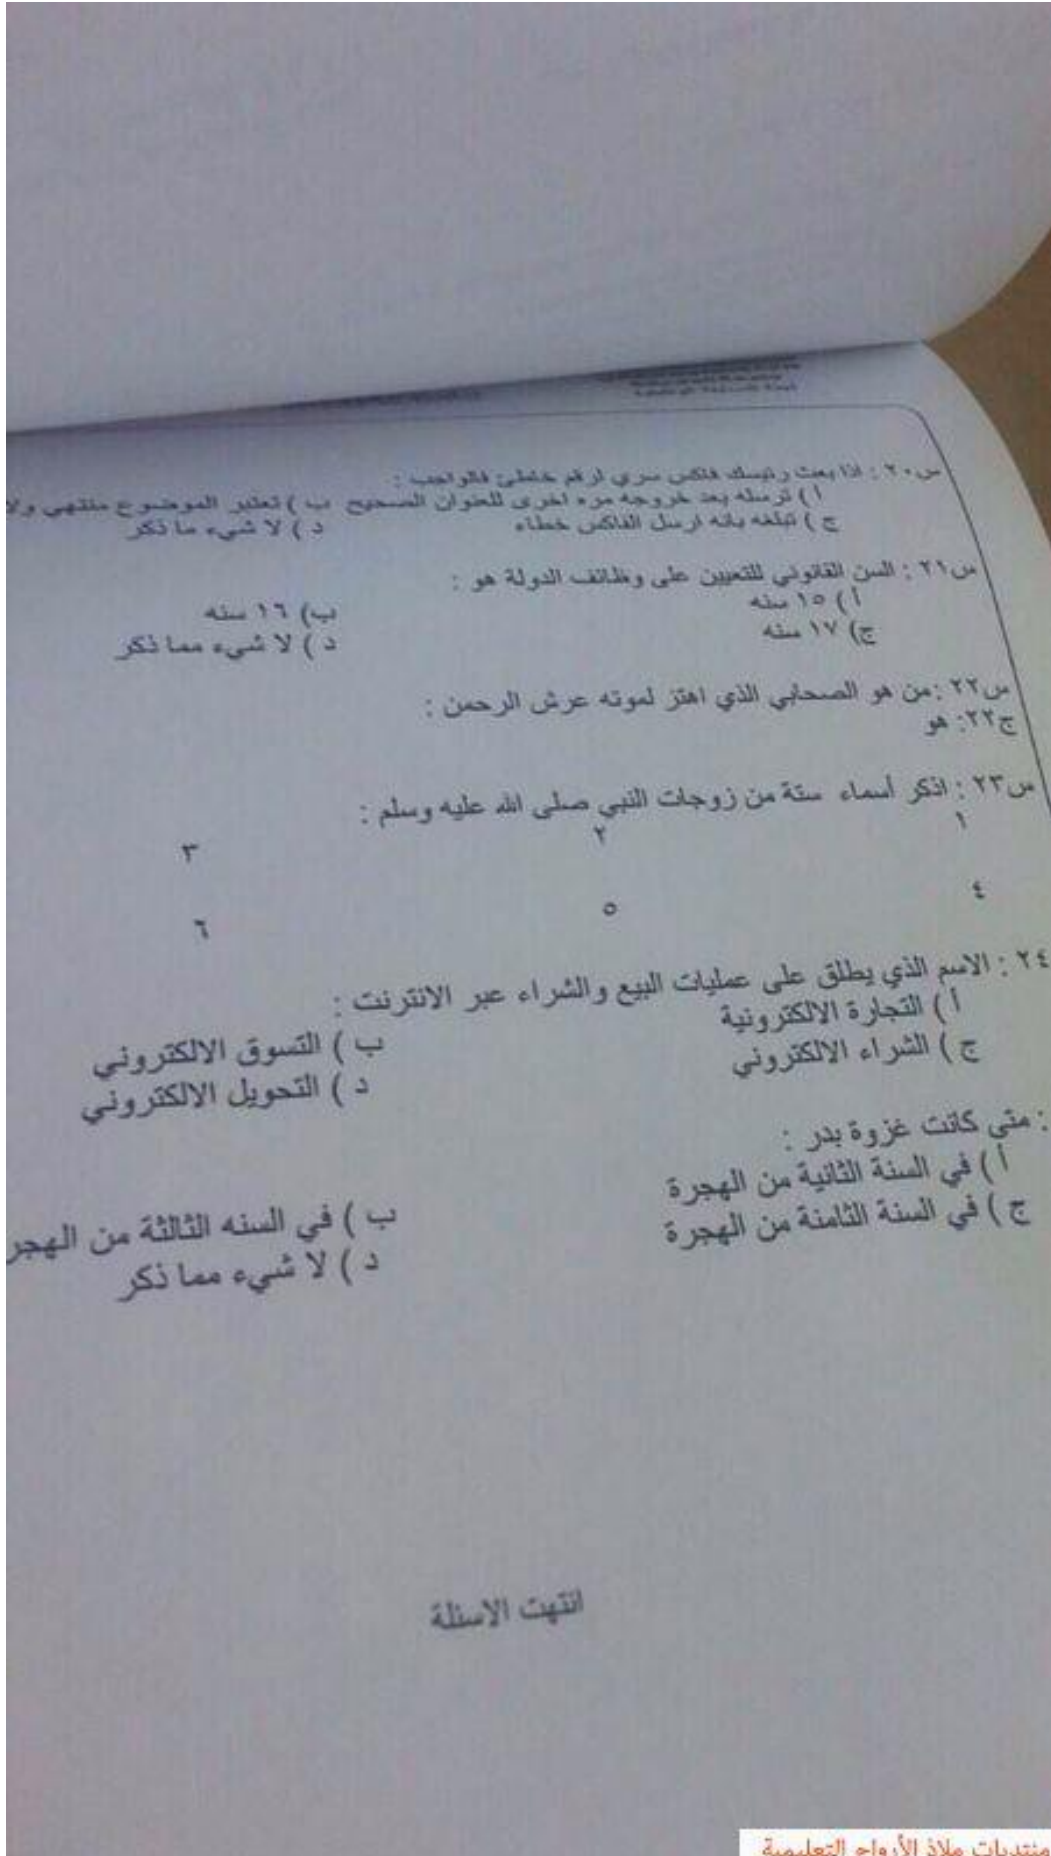 س٢٠ : اذا بعث رئيسك فاكس سري لرقم خاطئ فالواجب :
أ ) ترسله بعد خروجه مره اخرى للعنوان الصحيح ب ) تعتبر الموضوع منتهي ولا
ج ) تبلغه بانه ارسل الفاكس خطاء د ) لا شيء ما ذكر
س٢١ : السن القانوني للتعيين على وظائف الدولة هو :
أ ) ١٥ سنه ب) ١٦ سنه
ج) ١٧ سنه د ) لا شيء مما ذكر
س٢٢ :من هو الصحابي الذي اهتز لموته عرش الرحمن :
ج٢٢: هو
س٢٣ : اذكر أسماء ستة من زوجات النبي صلى الله عليه وسلم :
١ ٢ ٣
٤ ٥ ٦
٢٤ : الاسم الذي يطلق على عمليات البيع والشراء عبر الانترنت :
أ ) التجارة الالكترونية ب ) التسوق الالكتروني
ج ) الشراء الالكتروني د ) التحويل الالكتروني
: متى كانت غزوة بدر :
أ ) في السنة الثانية من الهجرة ب ) في السنه الثالثة من الهجر
ج ) في السنة الثامنة من الهجرة د ) لا شيء مما ذكر
انتهت الاسئلة
منتديات ملاذ الأرواح التعليمية